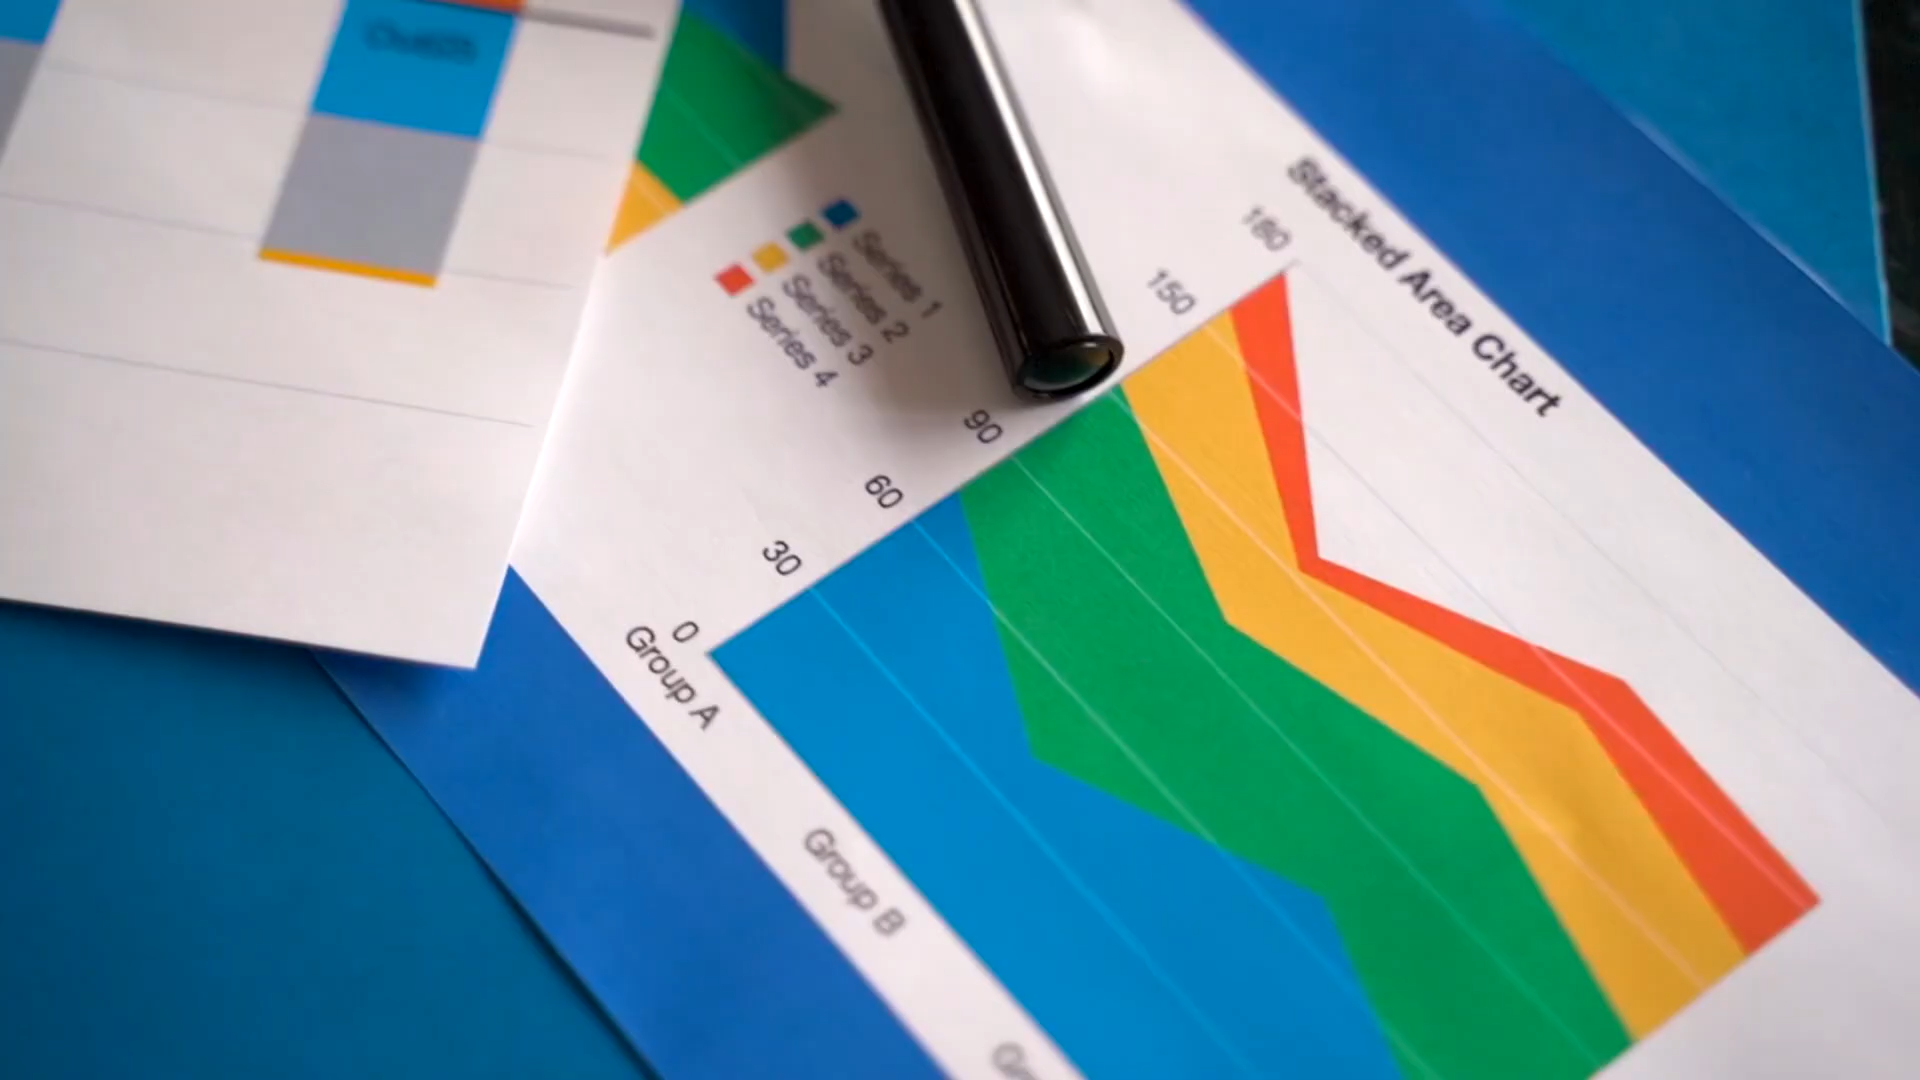 Stacked Area Chart
180
150
90
60
30
0
Series 1
Series 2
Series 3
Series 4
Group A
Group B